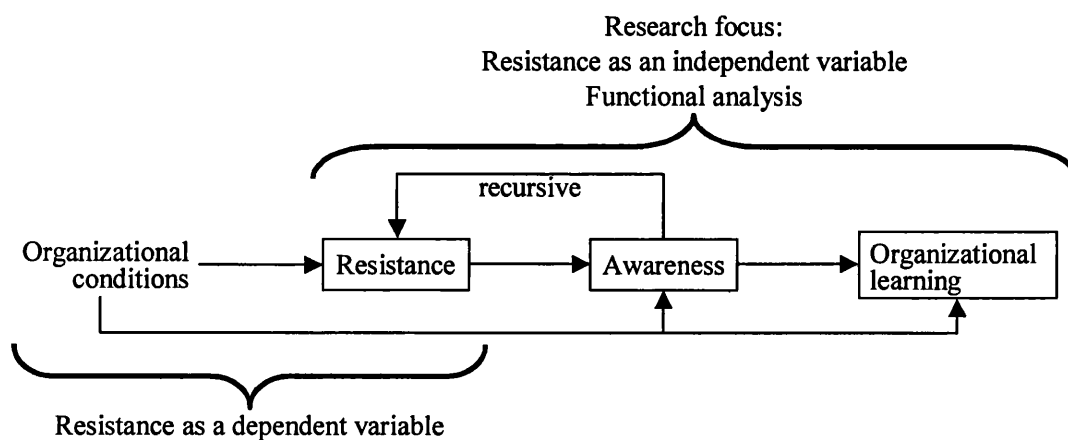 Research focus:
Resistance as an independent variable
Functional analysis
recursive
Organizational
conditions
Resistance
Awareness
Organizational
learning
Resistance as a dependent variable